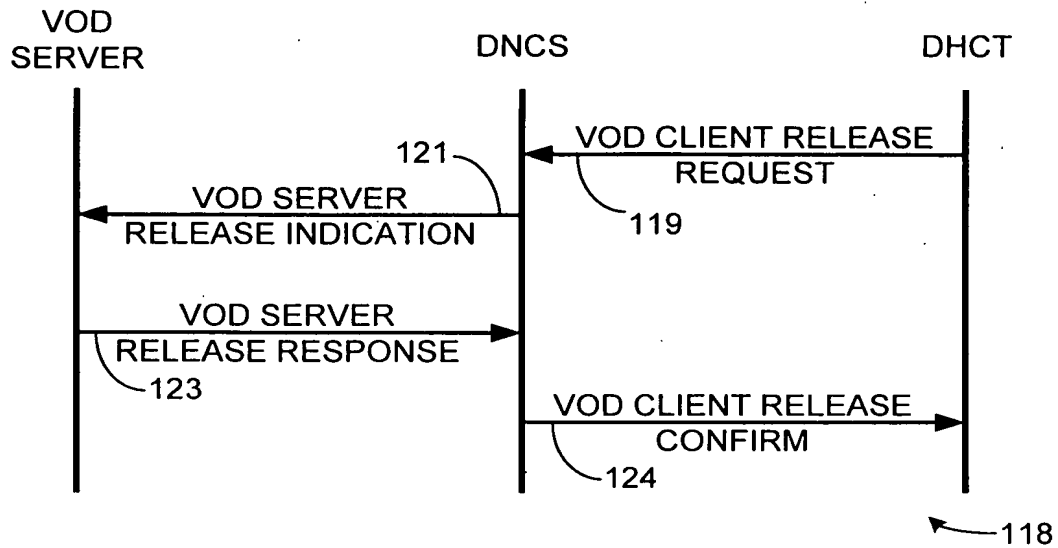 VOD
SERVER
DNCS
DHCT
VOD CLIENT RELEASE
REQUEST
119
121
VOD SERVER
RELEASE INDICATION
VOD SERVER
RELEASE RESPONSE
123
VOD CLIENT RELEASE
CONFIRM
124
118